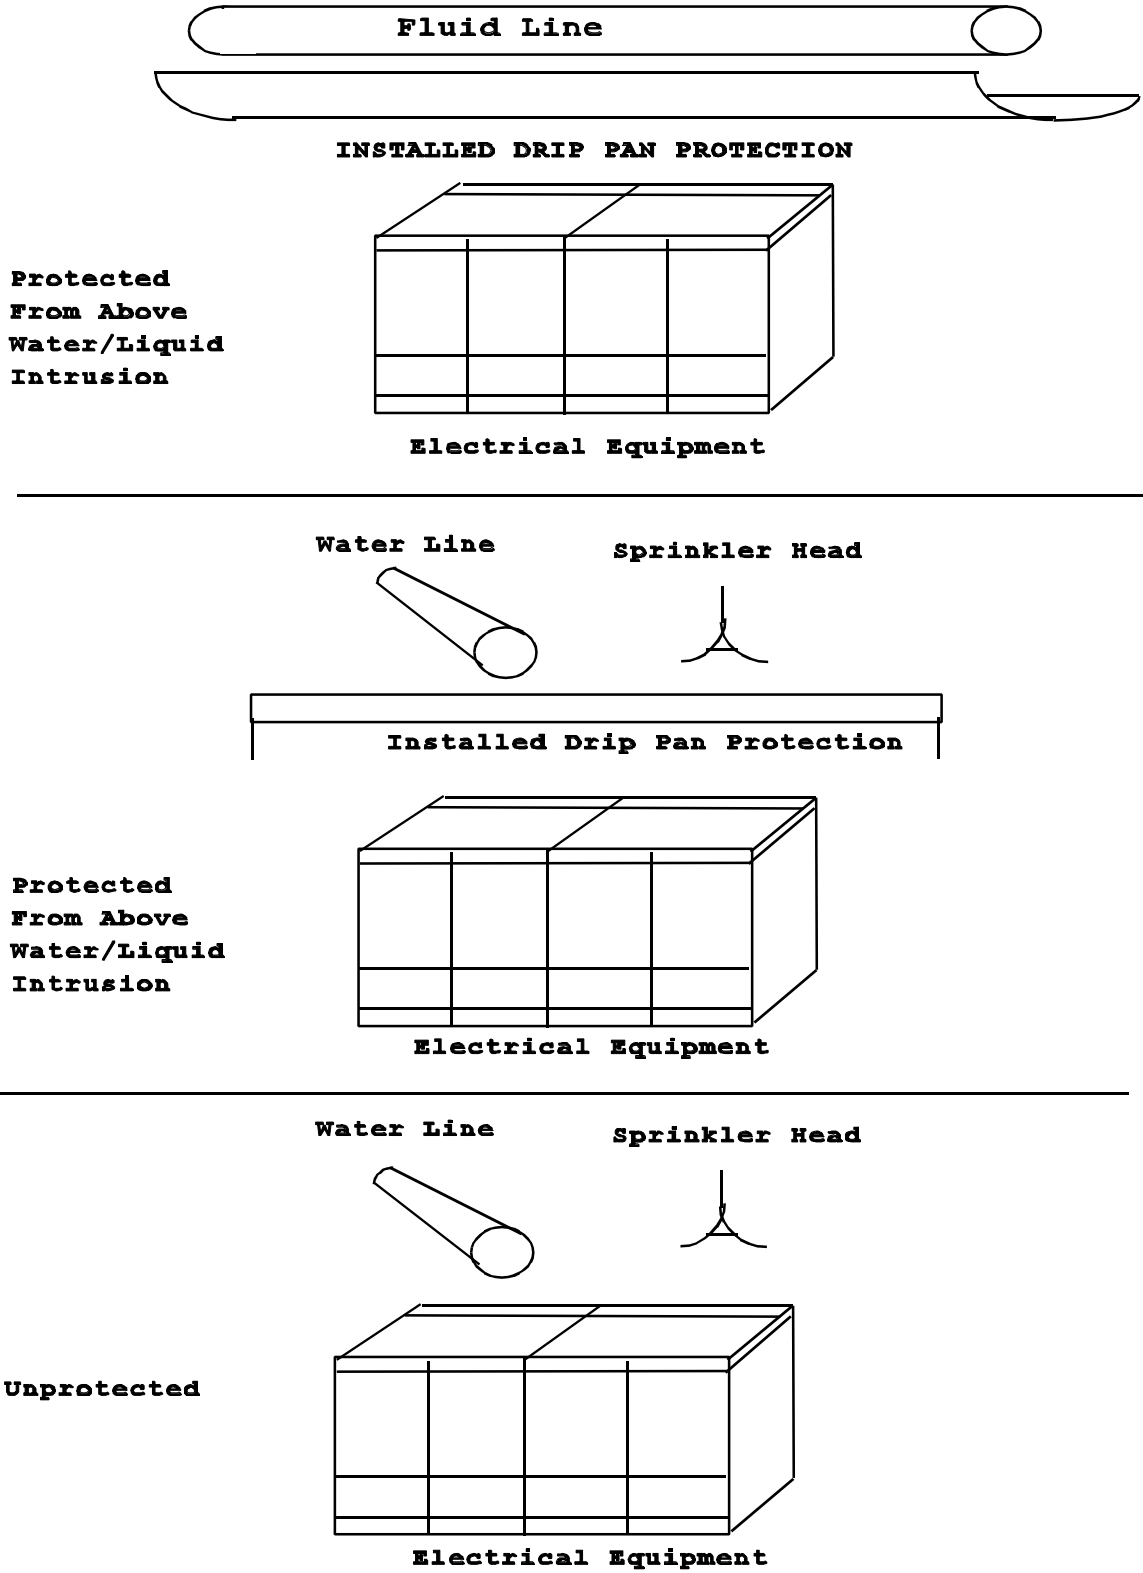 Fluid Line
INSTALLED DRIP PAN PROTECTION
Protected
From Above
Water/Liquid
Intrusion
Electrical Equipment
Water Line
Sprinkler Head
Installed Drip Pan Protection
Protected
From Above
Water/Liquid
Intrusion
Electrical Equipment
Water Line
Sprinkler Head
Unprotected
Electrical Equipment